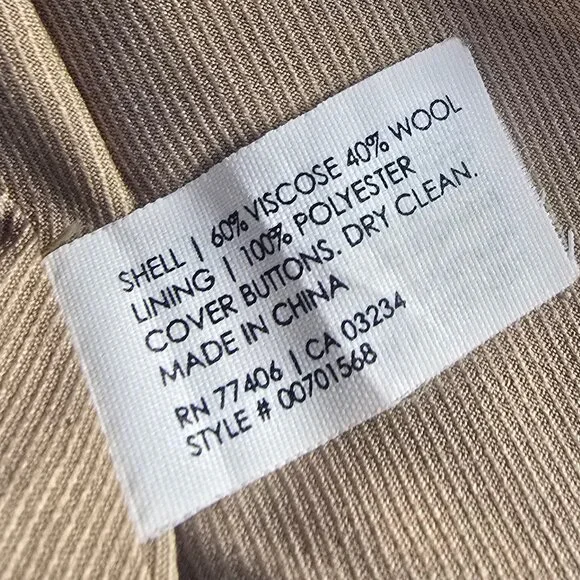 SHELL | 60% VISCOSE 40% WOOL
LINING | 100% POLYESTER
COVER BUTTONS. DRY CLEAN.
MADE IN CHINA
RN 77406 | CA 03234
STYLE # 00701568